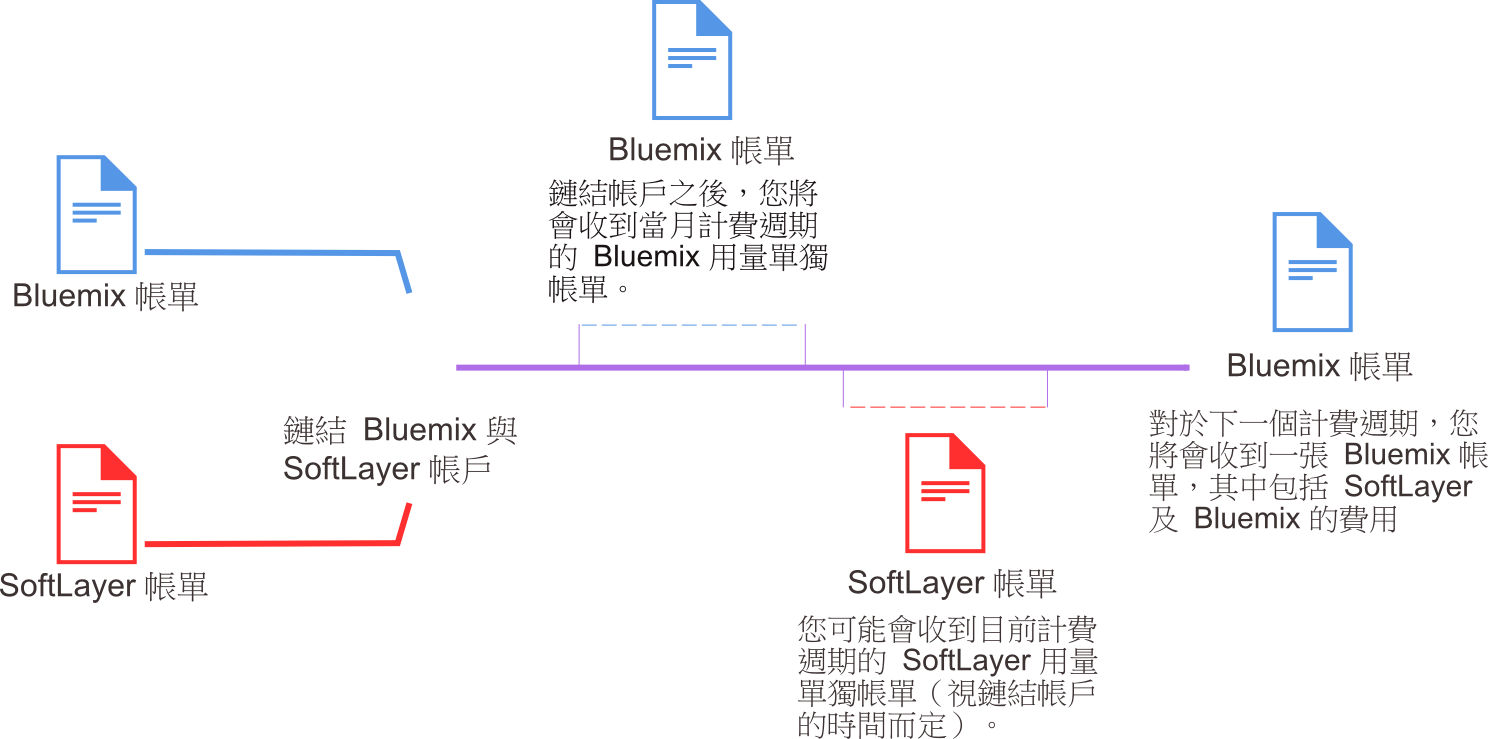 Bluemix 帳單
SoftLayer 帳單
鏈結 Bluemix 與
SoftLayer 帳戶
Bluemix 帳單
鏈結帳戶之後，您將
會收到當月計費週期
的 Bluemix 用量單獨
帳單。
SoftLayer 帳單
您可能會收到目前計費
週期的 SoftLayer 用量
單獨帳單（視鏈結帳戶
的時間而定）。
Bluemix 帳單
對於下一個計費週期，您
將會收到一張 Bluemix 帳
單，其中包括 SoftLayer
及 Bluemix 的費用